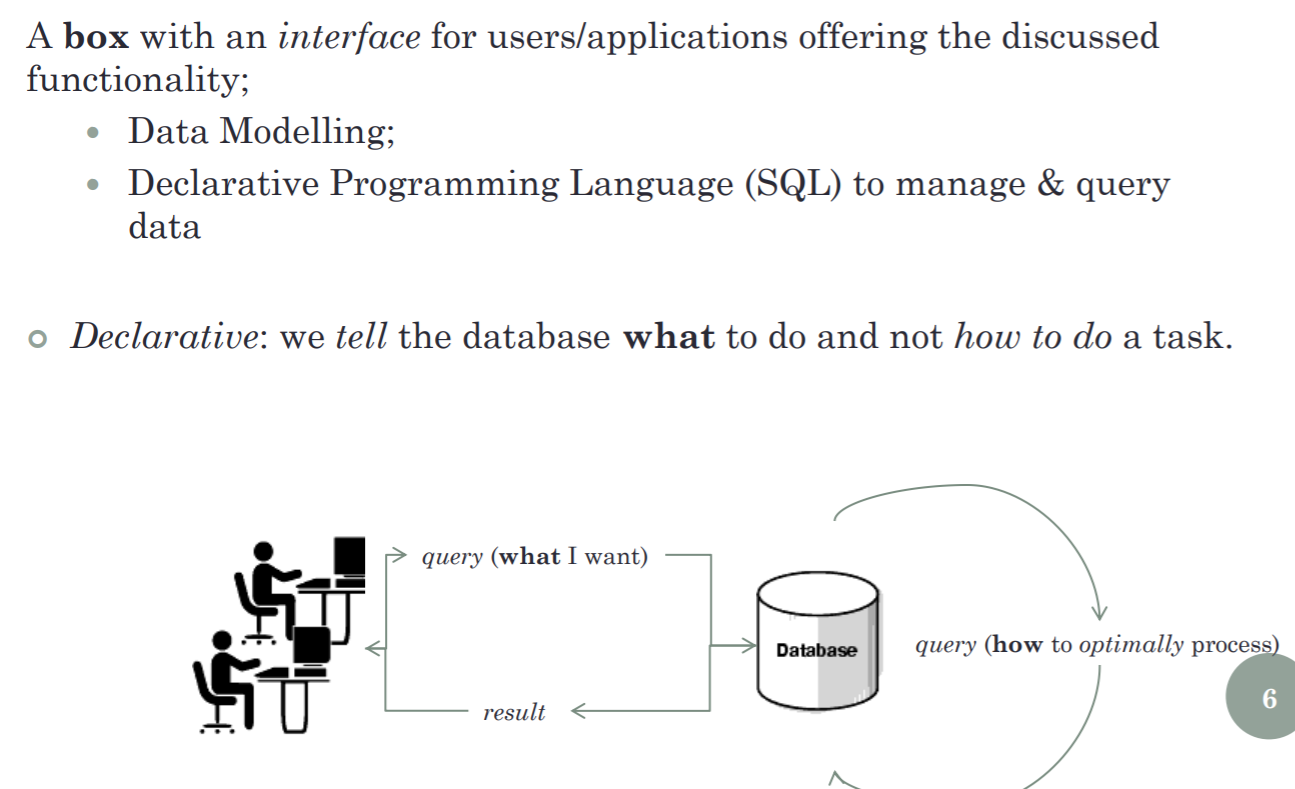 A box with an interface for users/applications offering the discussed
functionality;
• Data Modelling;
• Declarative Programming Language (SQL) to manage & query
data
Declarative: we tell the database what to do and not how to do a task.
query (what I want)
Database
query (how to optimally process)
result
6